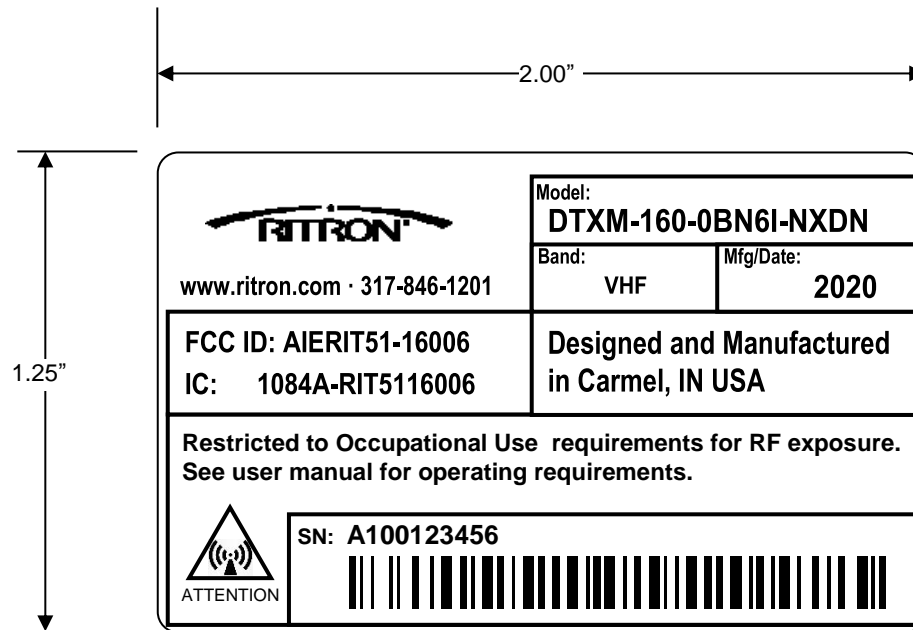 2.00”
1.25”
RITRON
www.ritron.com · 317-846-1201
Model:
DTXM-160-0BN6I-NXDN
Band:
VHF
Mfg/Date:
2020
FCC ID: AIERIT51-16006
IC: 1084A-RIT5116006
Designed and Manufactured
in Carmel, IN USA
Restricted to Occupational Use requirements for RF exposure.
See user manual for operating requirements.
ATTENTION
SN: A100123456